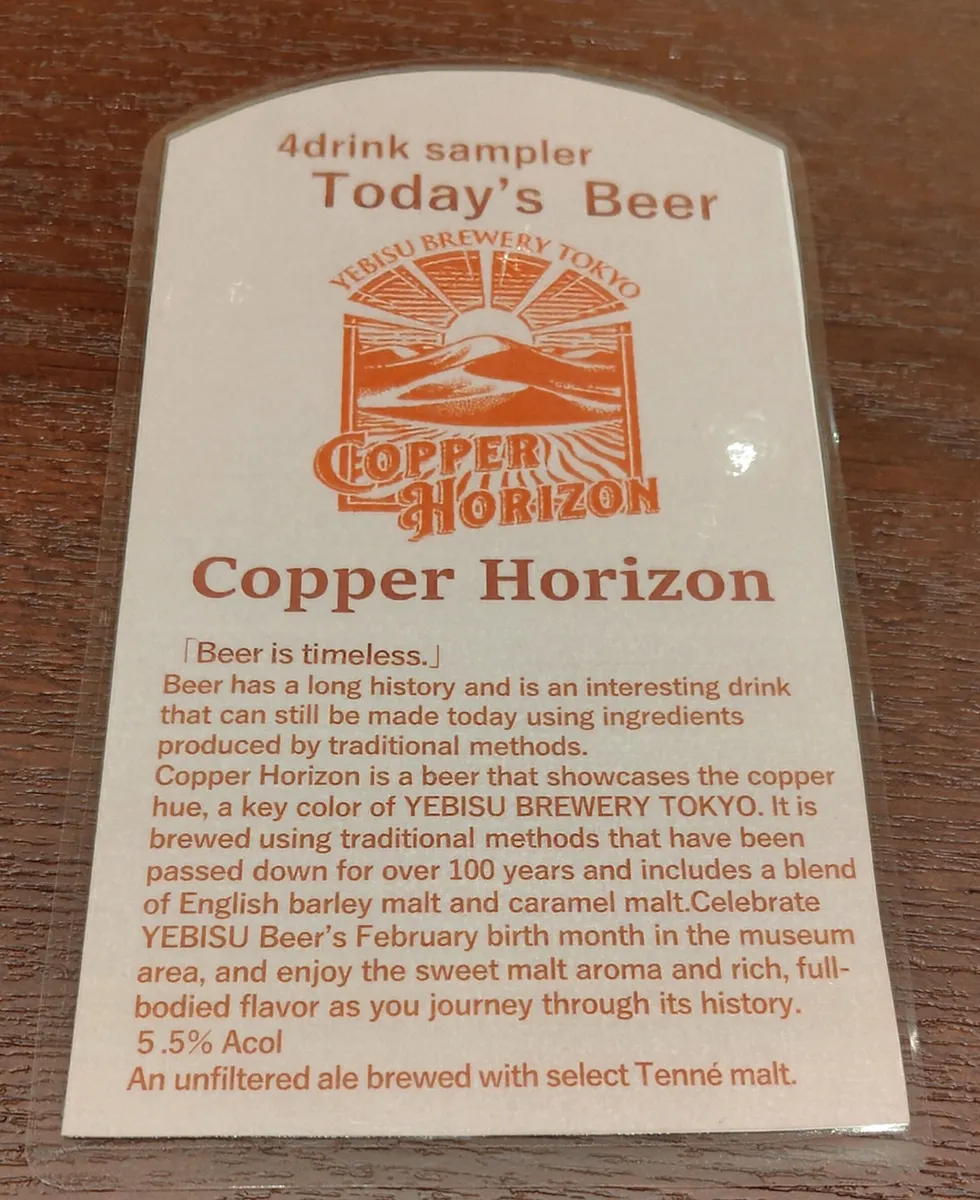 4drink sampler
Today's Beer
YEBISU BREWERY TOKYO
COPPER
HORIZON
Copper Horizon
「Beer is timeless.」
Beer has a long history and is an interesting drink
that can still be made today using ingredients
produced by traditional methods.
Copper Horizon is a beer that showcases the copper
hue, a key color of YEBISU BREWERY TOKYO. It is
brewed using traditional methods that have been
passed down for over 100 years and includes a blend
of English barley malt and caramel malt.Celebrate
YEBISU Beer's February birth month in the museum
area, and enjoy the sweet malt aroma and rich, full-
bodied flavor as you journey through its history.
5.5% Acol
An unfiltered ale brewed with select Tenné malt.